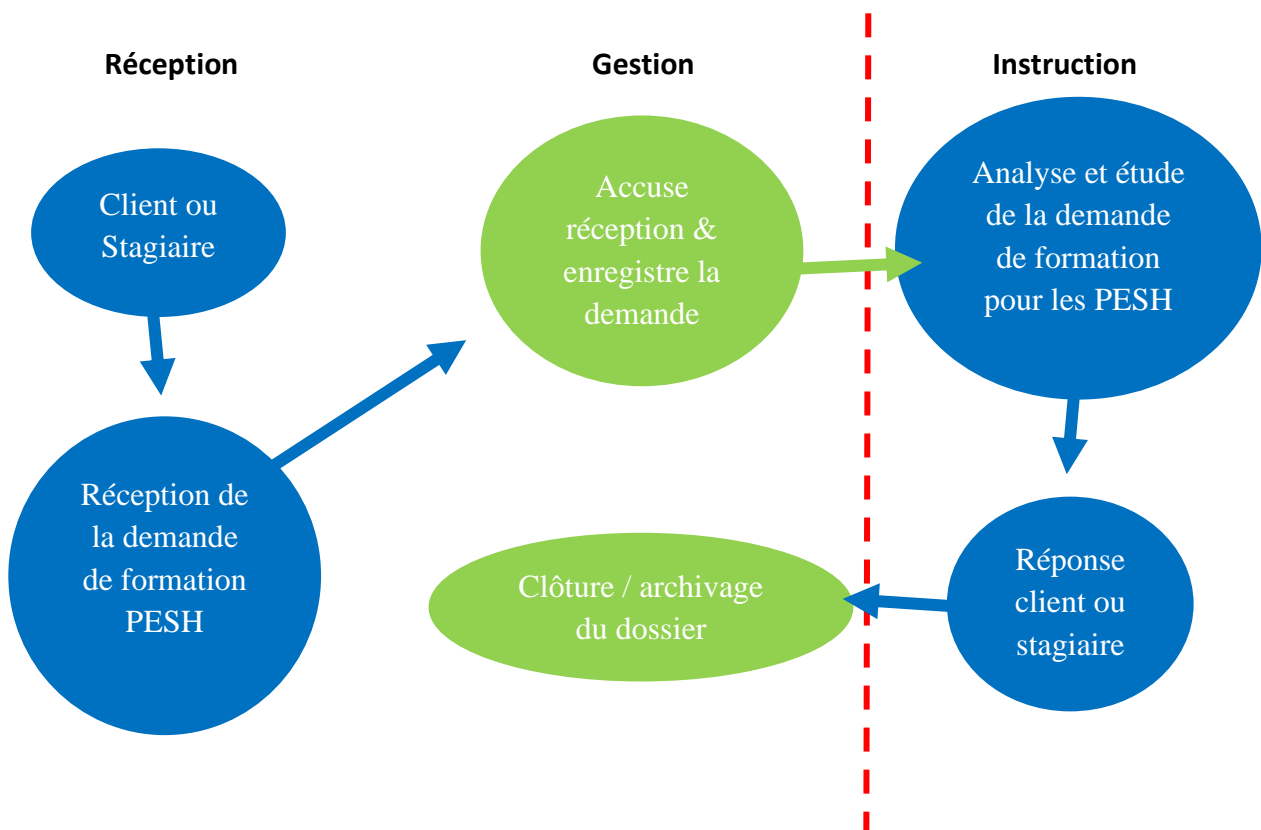 Réception
Gestion
Instruction
Client ou
Stagiaire
Réception de
la demande
de formation
PESH
Accuse
réception &
enregistre la
demande
Analyse et étude
de la demande
de formation
pour les PESH
Réponse
client ou
stagiaire
Clôture / archivage
du dossier